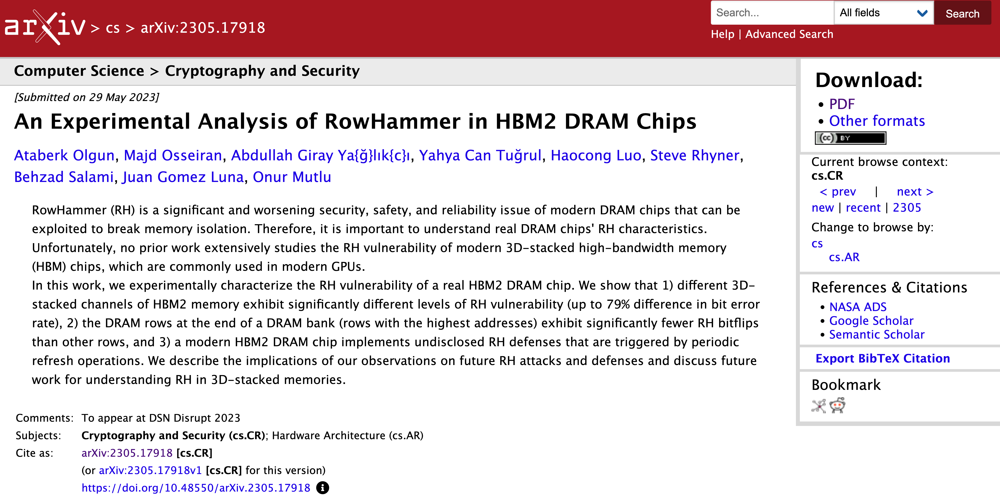 arXiv > cs > arXiv:2305.17918
Search...
All fields
Search
Help | Advanced Search
Computer Science > Cryptography and Security
[Submitted on 29 May 2023]
An Experimental Analysis of RowHammer in HBM2 DRAM Chips
Ataberk Olgun, Majd Osseiran, Abdullah Giray Ya{ğ}lık{c}ı, Yahya Can Tuğrul, Haocong Luo, Steve Rhyner,
Behzad Salami, Juan Gomez Luna, Onur Mutlu
RowHammer (RH) is a significant and worsening security, safety, and reliability issue of modern DRAM chips that can be
exploited to break memory isolation. Therefore, it is important to understand real DRAM chips' RH characteristics.
Unfortunately, no prior work extensively studies the RH vulnerability of modern 3D-stacked high-bandwidth memory
(HBM) chips, which are commonly used in modern GPUs.
In this work, we experimentally characterize the RH vulnerability of a real HBM2 DRAM chip. We show that 1) different 3D-
stacked channels of HBM2 memory exhibit significantly different levels of RH vulnerability (up to 79% difference in bit error
rate), 2) the DRAM rows at the end of a DRAM bank (rows with the highest addresses) exhibit significantly fewer RH bitflips
than other rows, and 3) a modern HBM2 DRAM chip implements undisclosed RH defenses that are triggered by periodic
refresh operations. We describe the implications of our observations on future RH attacks and defenses and discuss future
work for understanding RH in 3D-stacked memories.
Comments: To appear at DSN Disrupt 2023
Subjects: Cryptography and Security (cs.CR); Hardware Architecture (cs.AR)
Cite as: arXiv:2305.17918 [cs.CR]
(or arXiv:2305.17918v1 [cs.CR] for this version)
https://doi.org/10.48550/arXiv.2305.17918
Download:
• PDF
• Other formats
(cc) BY
Current browse context:
cs.CR
< prev | next >
new | recent | 2305
Change to browse by:
cs
cs.AR
References & Citations
• NASA ADS
• Google Scholar
• Semantic Scholar
Export BibTeX Citation
Bookmark